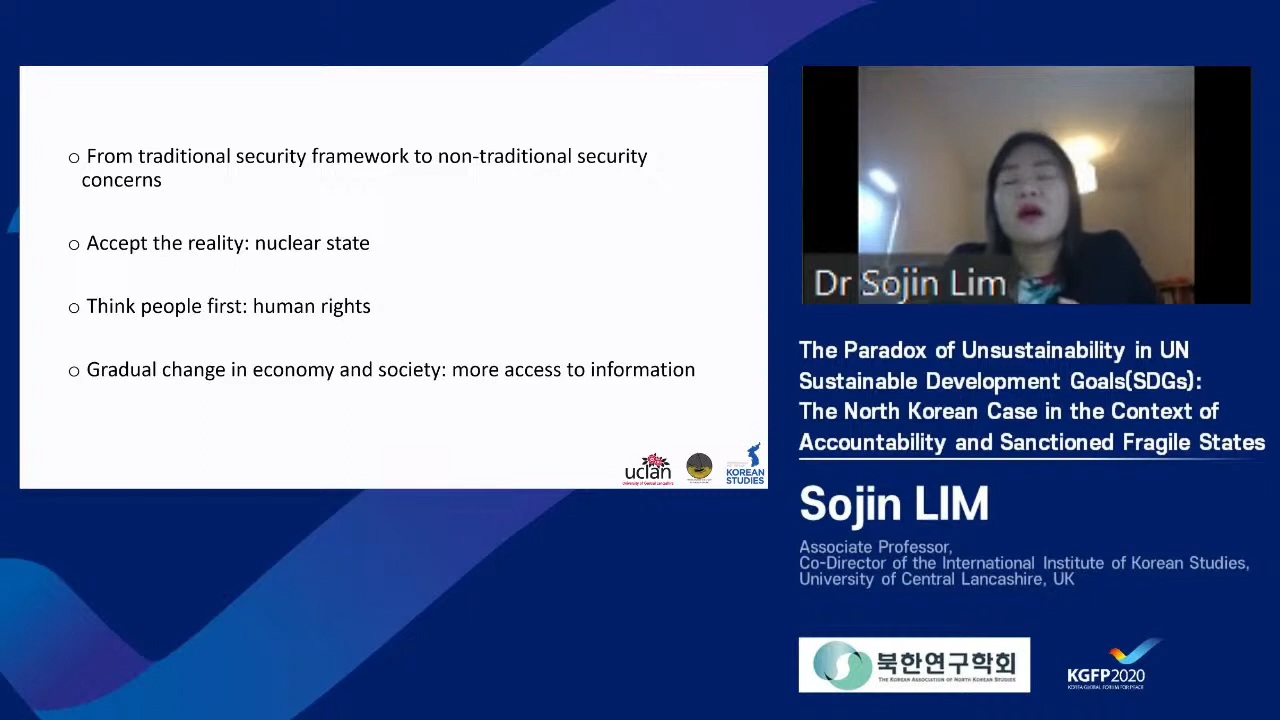 o From traditional security framework to non-traditional security
concerns
o Accept the reality: nuclear state
o Think people first: human rights
o Gradual change in economy and society: more access to information
uclan
University of Central Lancashire
KOREAN
STUDIES
Dr Sojin Lim
The Paradox of Unsustainability in UN
Sustainable Development Goals(SDGs):
The North Korean Case in the Context of
Accountability and Sanctioned Fragile States
Sojin LIM
Associate Professor,
Co-Director of the International Institute of Korean Studies,
University of Central Lancashire, UK
북한연구학회
THE KOREAN ASSOCIATION OF NORTH KOREAN STUDIES
KGFP2020
KOREA GLOBAL FORUM FOR PEACE